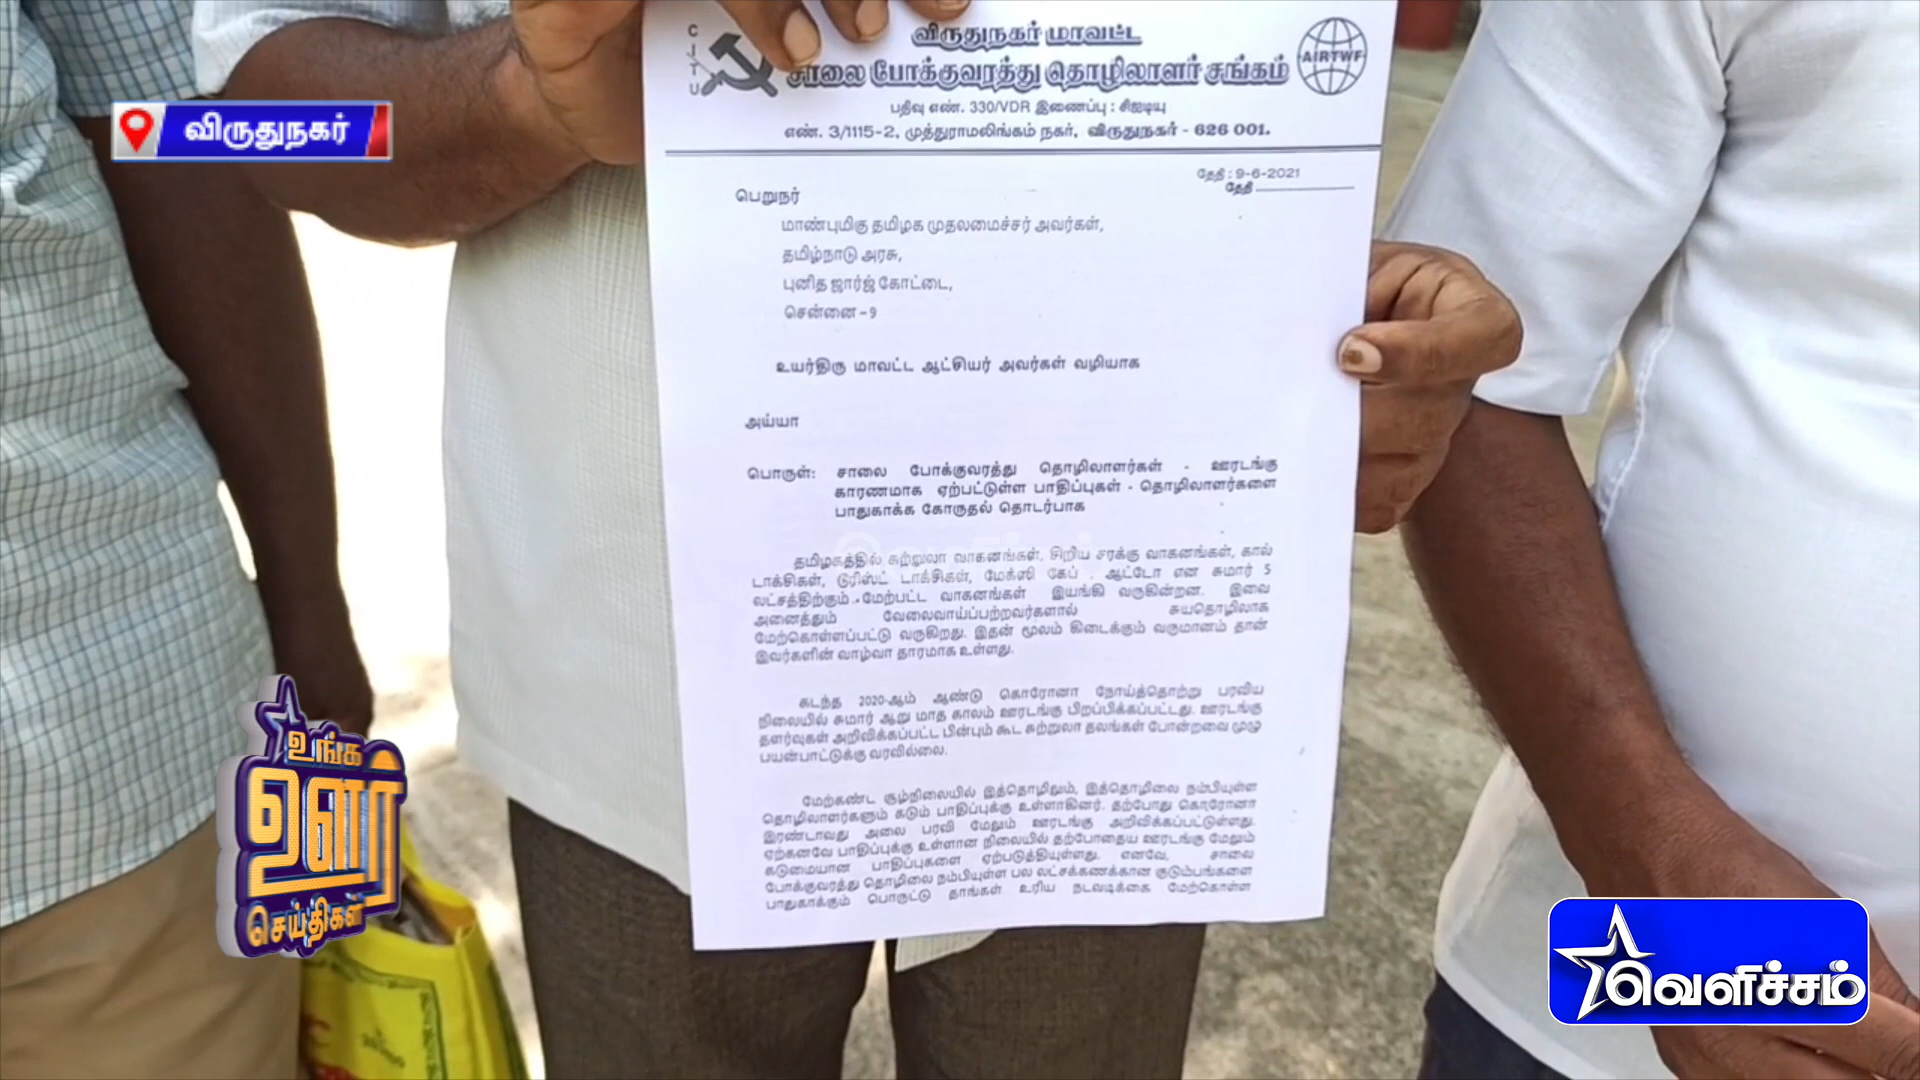 C
I
T
U
விருதுநகர் மாவட்ட
சாலை போக்குவரத்து தொழிலாளர் சங்கம்
AIRTWF
பதிவு எண். 330/VDR இணைப்பு : சிஐடியு
எண். 3/1115-2, முத்துராமலிங்கம் நகர், விருதுநகர் - 626 001.
விருதுநகர்
தேதி : 9-6-2021
தேதி
பெறுநர்
மாண்புமிகு தமிழக முதலமைச்சர் அவர்கள்,
தமிழ்நாடு அரசு,
புனித ஜார்ஜ் கோட்டை,
சென்னை – 9
உயர்திரு மாவட்ட ஆட்சியர் அவர்கள் வழியாக
அய்யா
பொருள்: சாலை போக்குவரத்து தொழிலாளர்கள் - ஊரடங்கு
காரணமாக ஏற்பட்டுள்ள பாதிப்புகள் - தொழிலாளர்களை
பாதுகாக்க கோருதல் தொடர்பாக
தமிழகத்தில் சுற்றுலா வாகனங்கள், சிறிய சரக்கு வாகனங்கள், கால்
டாக்சிகள், டூரிஸ்ட் டாக்சிகள், மேக்ஸி கேப் , ஆட்டோ என சுமார் 5
லட்சத்திற்கும் மேற்பட்ட வாகனங்கள் இயங்கி வருகின்றன. இவை
அனைத்தும் வேலைவாய்ப்பற்றவர்களால் சுயதொழிலாக
மேற்கொள்ளப்பட்டு வருகிறது. இதன் மூலம் கிடைக்கும் வருமானம் தான்
இவர்களின் வாழ்வா தாரமாக உள்ளது.
கடந்த 2020-ஆம் ஆண்டு கொரோனா நோய்த்தொற்று பரவிய
நிலையில் சுமார் ஆறு மாத காலம் ஊரடங்கு பிறப்பிக்கப்பட்டது. ஊரடங்கு
தளர்வுகள் அறிவிக்கப்பட்ட பின்பும் கூட சுற்றுலா தலங்கள் போன்றவை முழு
பயன்பாட்டுக்கு வரவில்லை.
மேற்கண்ட சூழ்நிலையில் இத்தொழிலும், இத்தொழிலை நம்பியுள்ள
தொழிலாளர்களும் கடும் பாதிப்புக்கு உள்ளாகினர். தற்போது கொரோனா
இரண்டாவது அலை பரவி மேலும் ஊரடங்கு அறிவிக்கப்பட்டுள்ளது.
ஏற்கனவே பாதிப்புக்கு உள்ளான நிலையில் தற்போதைய ஊரடங்கு மேலும்
கடுமையான பாதிப்புகளை ஏற்படுத்தியுள்ளது. எனவே, சாலை
போக்குவரத்து தொழிலை நம்பியுள்ள பல லட்சக்கணக்கான குடும்பங்களை
பாதுகாக்கும் பொருட்டு தாங்கள் உரிய நடவடிக்கை மேற்கொள்ள
உங்க
ஊர்
செய்திகள்
வெளிச்சம்